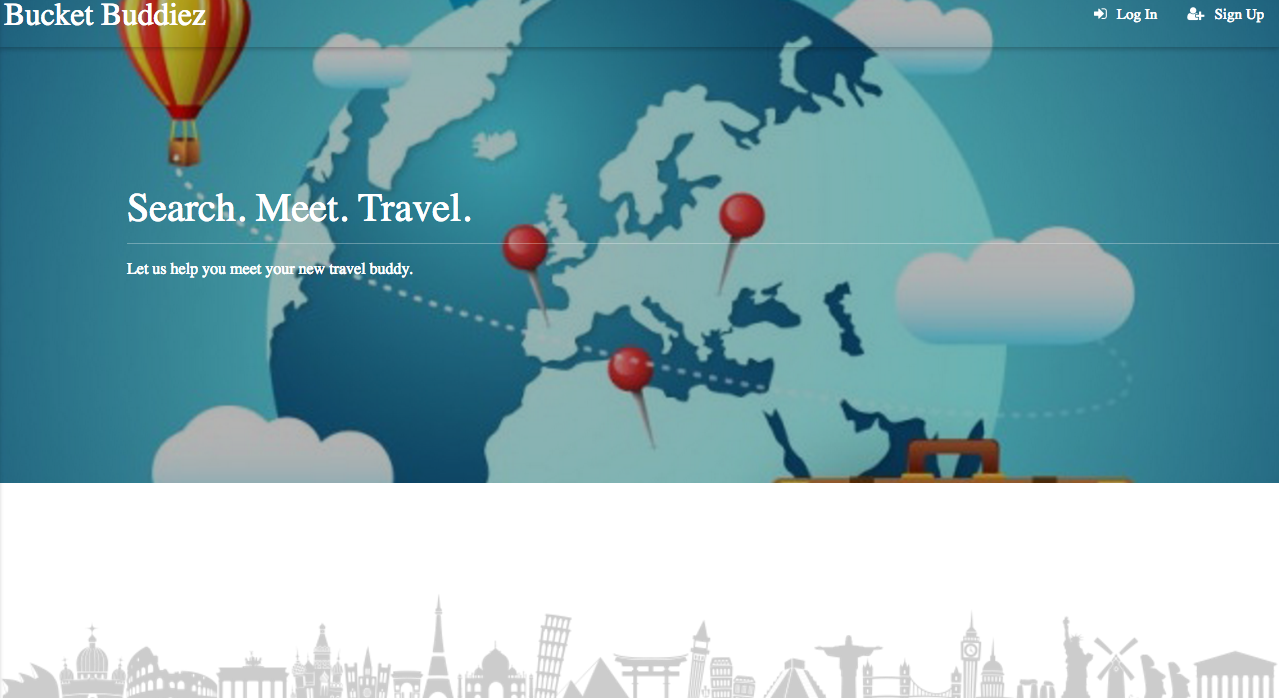 Bucket Buddiez
Log In
Sign Up
Search. Meet. Travel.
Let us help you meet your new travel buddy.